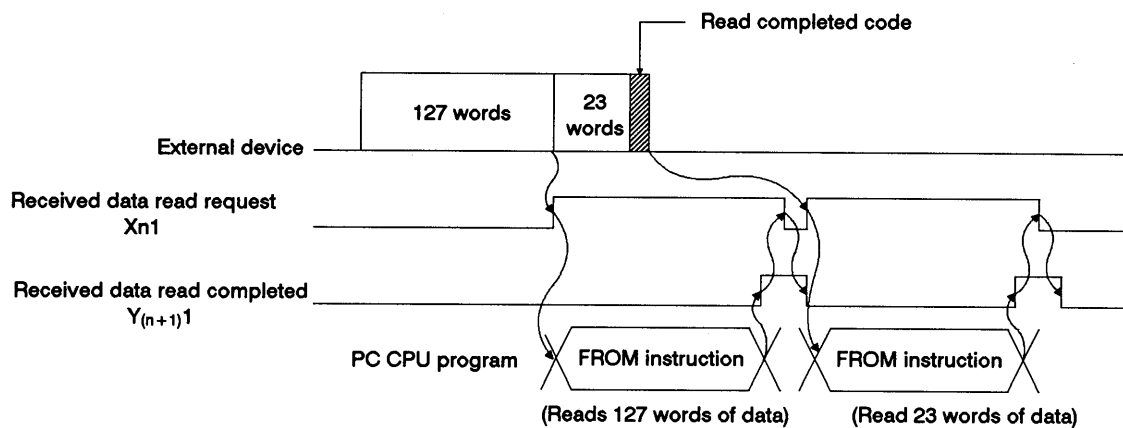 Read completed code
127 words
23
words
External device
Received data read request
Xn1
Received data read completed
Y(n+1)1
PC CPU program
FROM instruction
FROM instruction
(Reads 127 words of data)
(Read 23 words of data)